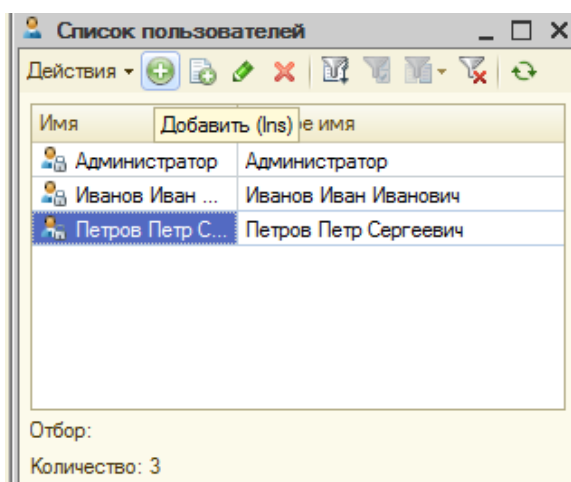 Список пользователей
Действия
Имя Добавить (Ins) е имя
Администратор Администратор
Иванов Иван ... Иванов Иван Иванович
Петров Петр С... Петров Петр Сергеевич
Отбор:
Количество: 3